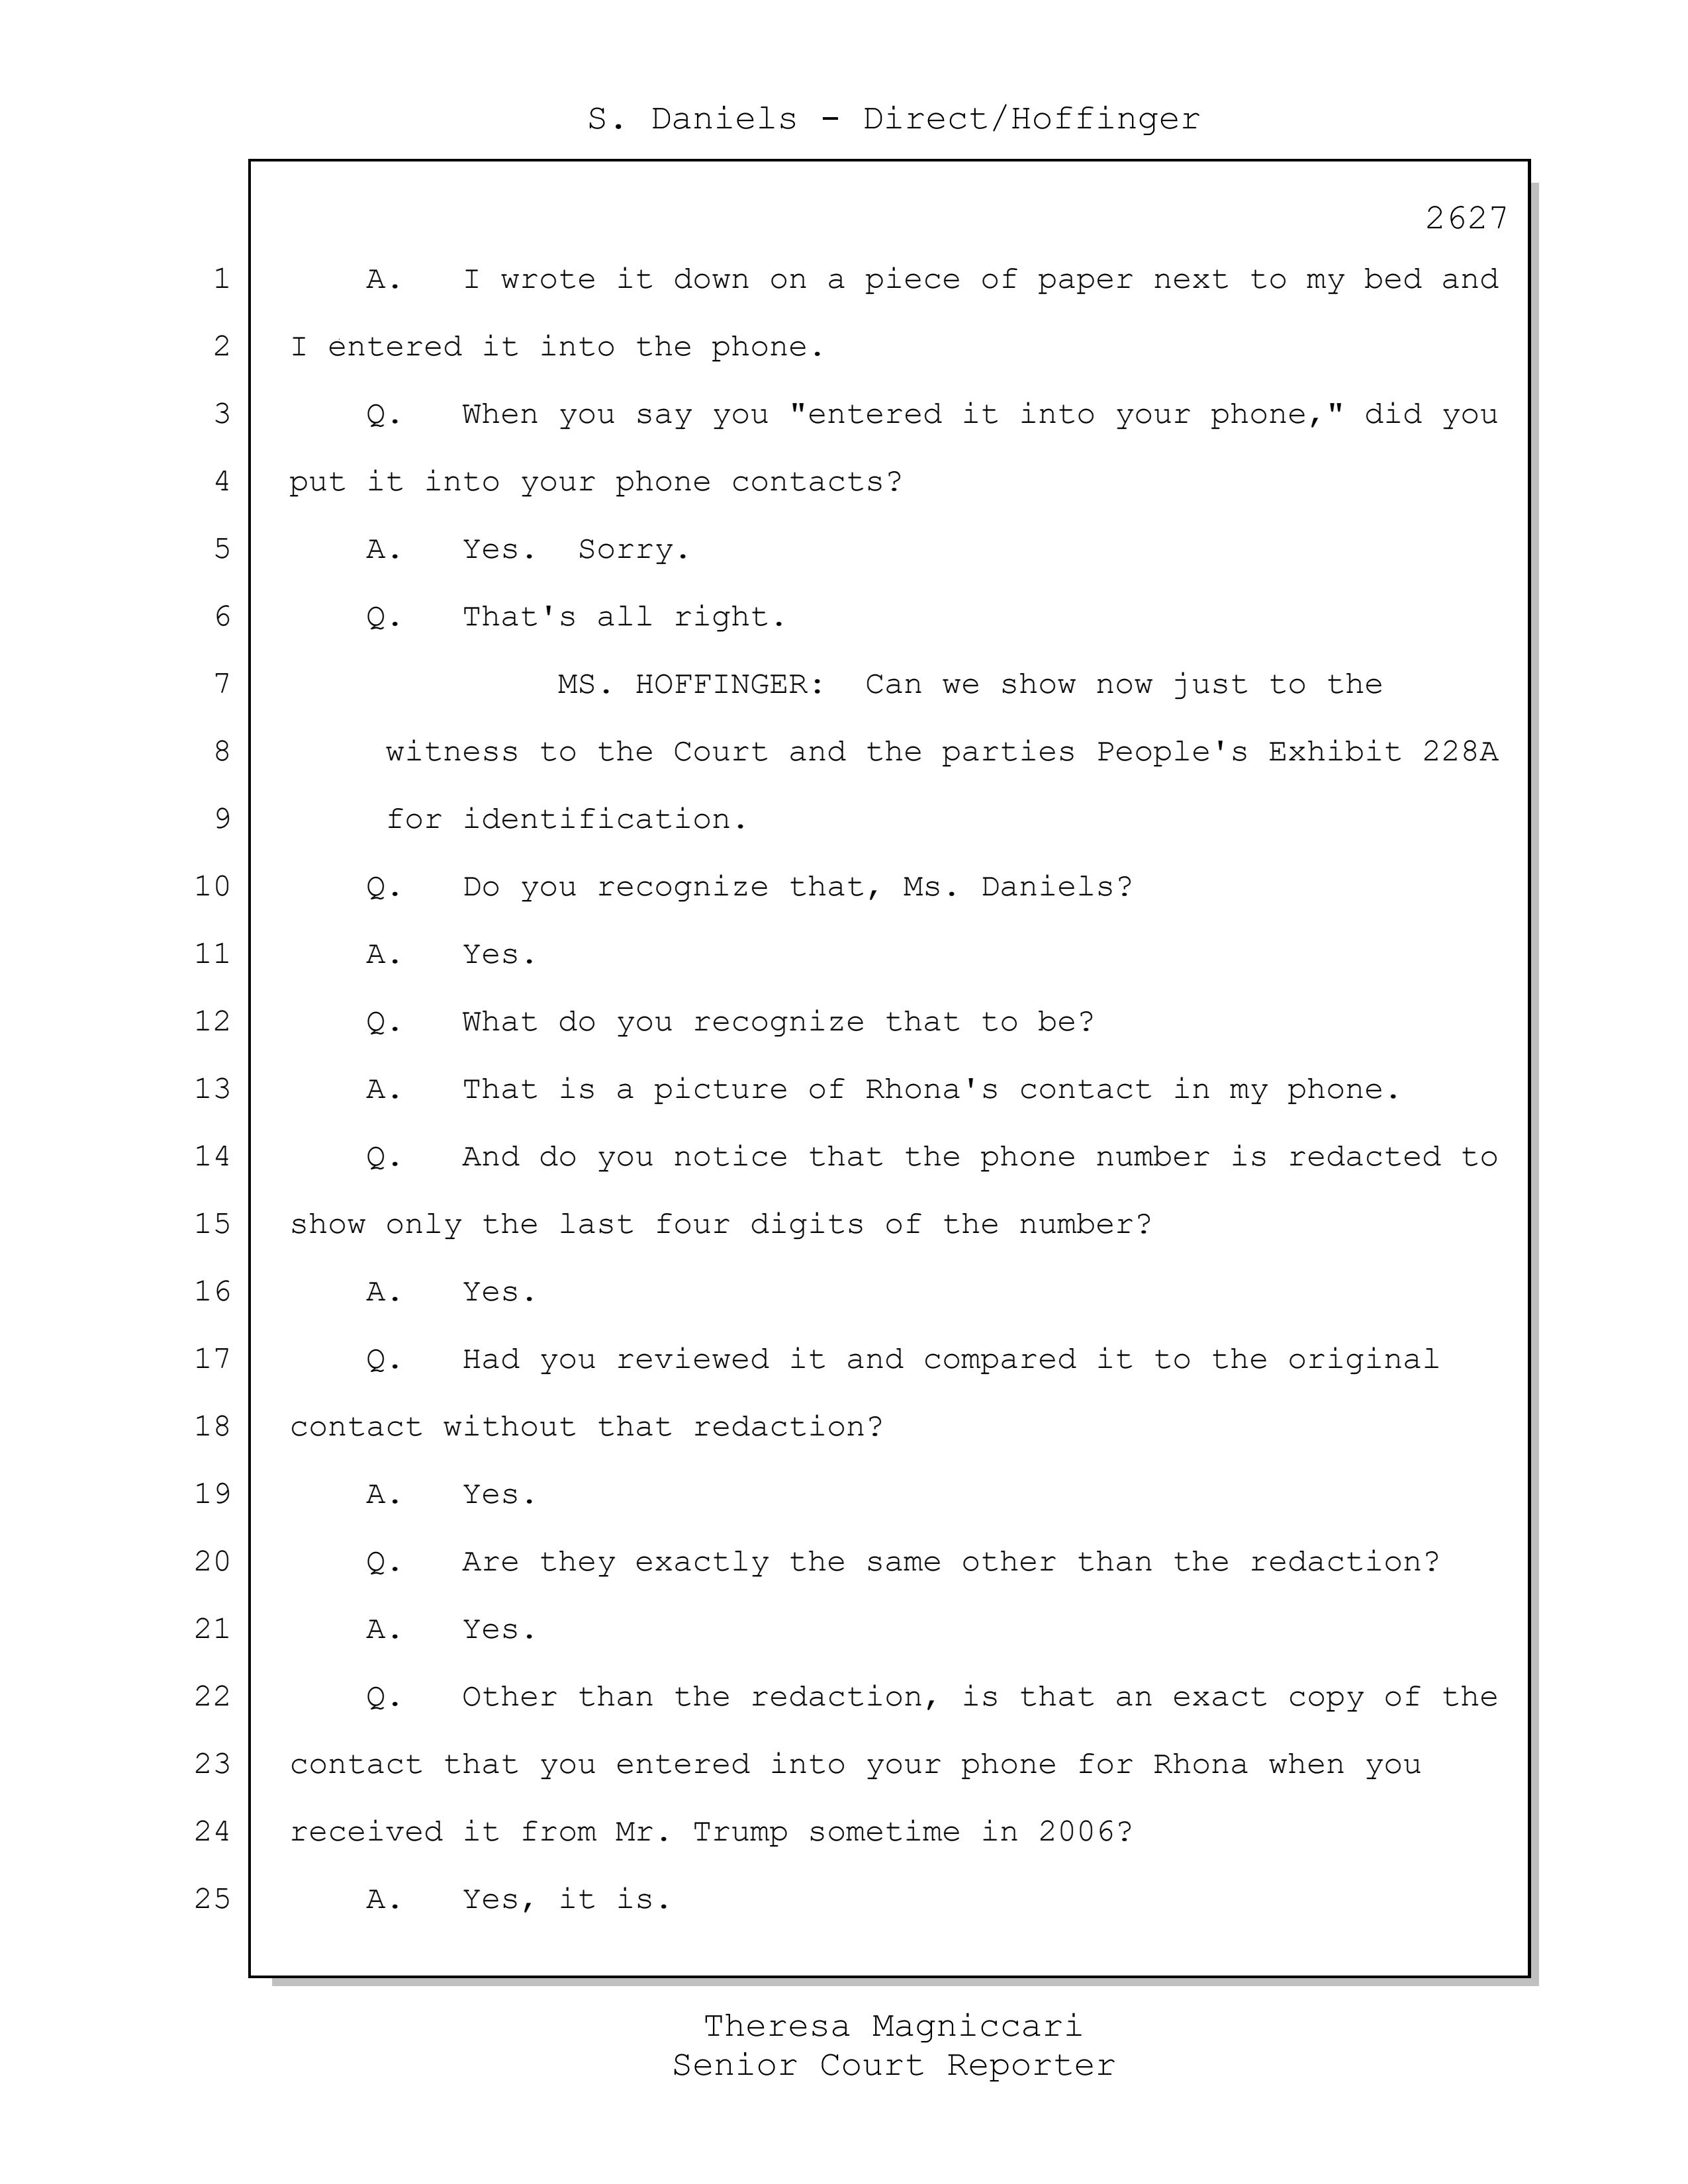 S. Daniels - Direct/Hoffinger
2627
1 A. I wrote it down on a piece of paper next to my bed and
2 I entered it into the phone.
3 Q. When you say you "entered it into your phone," did you
4 put it into your phone contacts?
5 A. Yes. Sorry.
6 Q. That's all right.
7 MS. HOFFINGER: Can we show now just to the
8 witness to the Court and the parties People's Exhibit 228A
9 for identification.
10 Q. Do you recognize that, Ms. Daniels?
11 A. Yes.
12 Q. What do you recognize that to be?
13 A. That is a picture of Rhona's contact in my phone.
14 Q. And do you notice that the phone number is redacted to
15 show only the last four digits of the number?
16 A. Yes.
17 Q. Had you reviewed it and compared it to the original
18 contact without that redaction?
19 A. Yes.
20 Q. Are they exactly the same other than the redaction?
21 A. Yes.
22 Q. Other than the redaction, is that an exact copy of the
23 contact that you entered into your phone for Rhona when you
24 received it from Mr. Trump sometime in 2006?
25 A. Yes, it is.
Theresa Magniccari
Senior Court Reporter